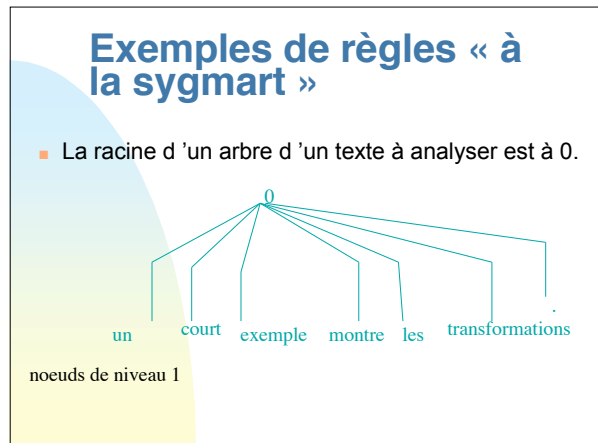 Exemples de règles « à
la sygmart »
■ La racine d ’un arbre d ’un texte à analyser est à 0.
0
un court exemple montre les transformations .
noeuds de niveau 1